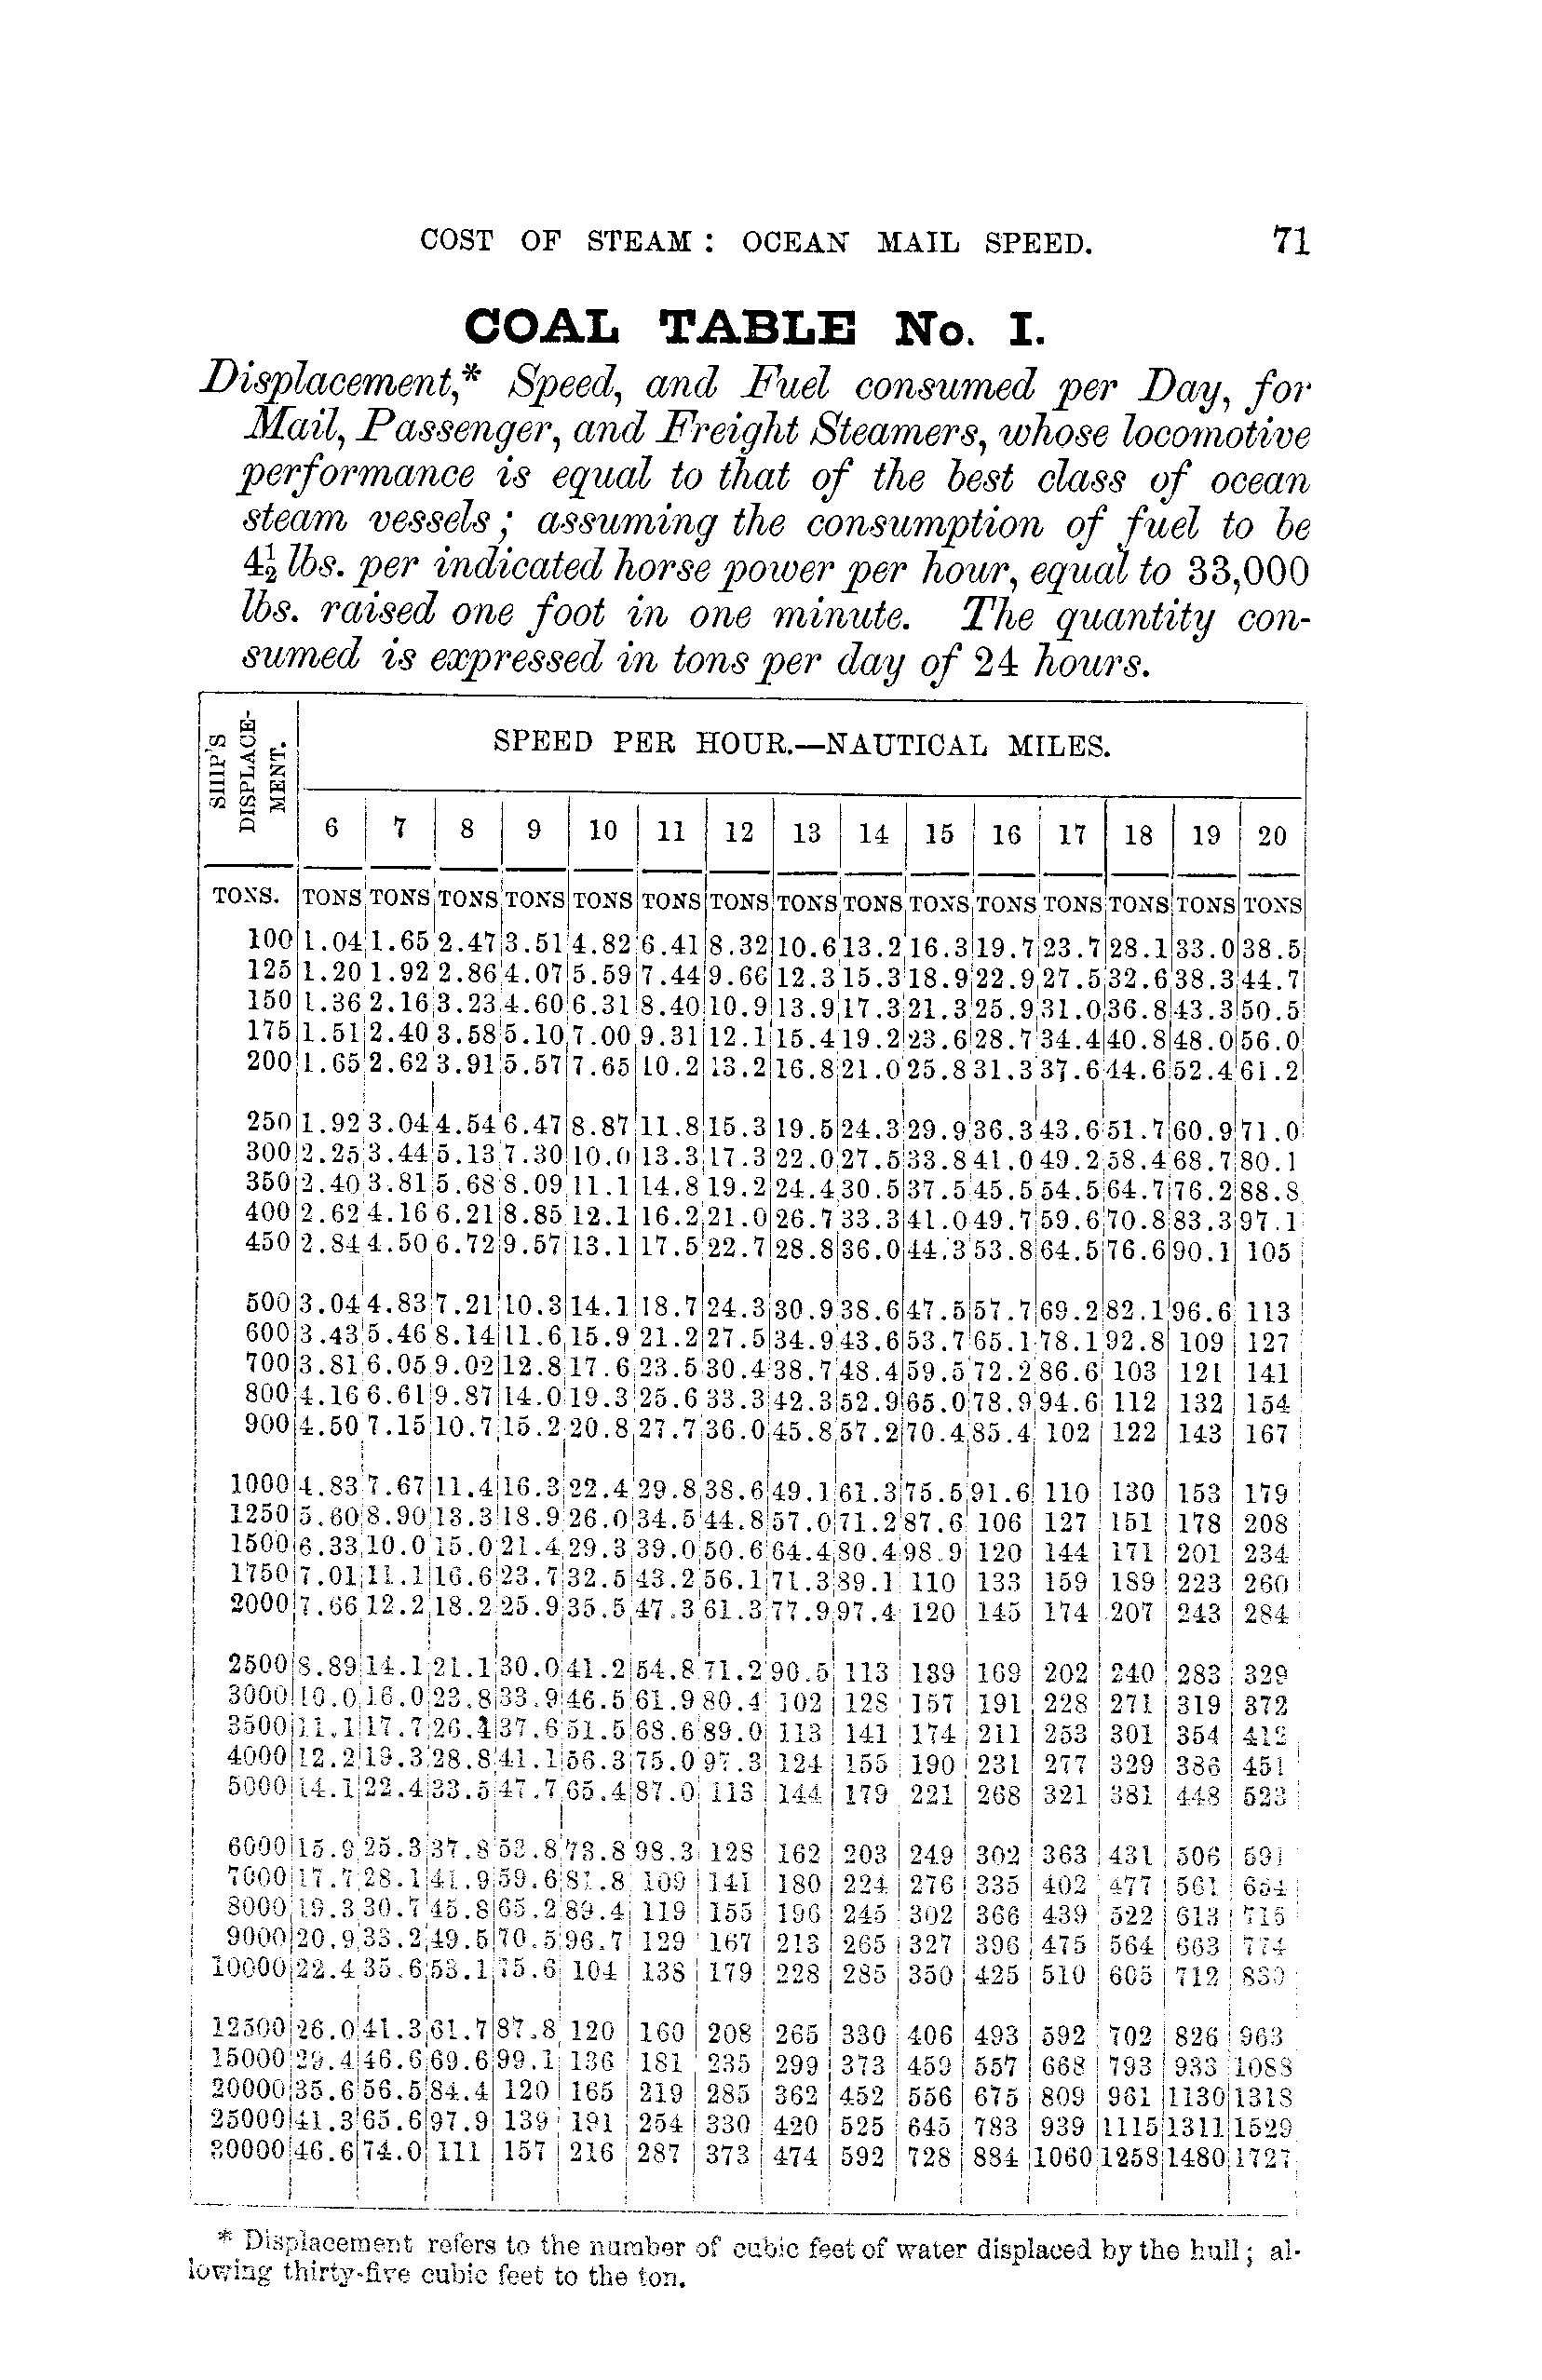 COST OF STEAM: OCEAN MAIL SPEED. 71
COAL TABLE No. I.
Displacement,* Speed, and Fuel consumed per Day, for
Mail, Passenger, and Freight Steamers, whose locomotive
performance is equal to that of the best class of ocean
steam vessels; assuming the consumption of fuel to be
4½ lbs. per indicated horse power per hour, equal to 33,000
lbs. raised one foot in one minute. The quantity con-
sumed is expressed in tons per day of 24 hours.
SHIP'S DISPLACE-MENT. SPEED PER HOUR.—NAUTICAL MILES.
6 7 8 9 10 11 12 13 14 15 16 17 18 19 20
TONS. TONS TONS TONS TONS TONS TONS TONS TONS TONS TONS TONS TONS TONS TONS TONS
100 1.04 1.65 2.47 3.51 4.82 6.41 8.32 10.6 13.2 16.3 19.7 23.7 28.1 33.0 38.5
125 1.20 1.92 2.86 4.07 5.59 7.44 9.66 12.3 15.3 18.9 22.9 27.5 32.6 38.3 44.7
150 1.36 2.16 3.23 4.60 6.31 8.40 10.9 13.9 17.3 21.3 25.9 31.0 36.8 43.3 50.5
175 1.51 2.40 3.58 5.10 7.00 9.31 12.1 15.4 19.2 23.6 28.7 34.4 40.8 48.0 56.0
200 1.65 2.62 3.91 5.57 7.65 10.2 13.2 16.8 21.0 25.8 31.3 37.6 44.6 52.4 61.2
250 1.92 3.04 4.54 6.47 8.87 11.8 15.3 19.5 24.3 29.9 36.3 43.6 51.7 60.9 71.0
300 2.25 3.44 5.13 7.30 10.0 13.3 17.3 22.0 27.5 33.8 41.0 49.2 58.4 68.7 80.1
350 2.40 3.81 5.68 8.09 11.1 14.8 19.2 24.4 30.5 37.5 45.5 54.5 64.7 76.2 88.8
400 2.62 4.16 6.21 8.85 12.1 16.2 21.0 26.7 33.3 41.0 49.7 59.6 70.8 83.3 97.1
450 2.84 4.50 6.72 9.57 13.1 17.5 22.7 28.8 36.0 44.3 53.8 64.5 76.6 90.1 105
500 3.04 4.83 7.21 10.3 14.1 18.7 24.3 30.9 38.6 47.5 57.7 69.2 82.1 96.6 113
600 3.43 5.46 8.14 11.6 15.9 21.2 27.5 34.9 43.6 53.7 65.1 78.1 92.8 109 127
700 3.81 6.05 9.02 12.8 17.6 23.5 30.4 38.7 48.4 59.5 72.2 86.6 103 121 141
800 4.16 6.61 9.87 14.0 19.3 25.6 33.3 42.3 52.9 65.0 78.9 94.6 112 132 154
900 4.50 7.15 10.7 15.2 20.8 27.7 36.0 45.8 57.2 70.4 85.4 102 122 143 167
1000 4.83 7.67 11.4 16.3 22.4 29.8 38.6 49.1 61.3 75.5 91.6 110 130 153 179
1250 5.60 8.90 13.3 18.9 26.0 34.5 44.8 57.0 71.2 87.6 106 127 151 178 208
1500 6.33 10.0 15.0 21.4 29.3 39.0 50.6 64.4 80.4 98.9 120 144 171 201 234
1750 7.01 11.1 16.6 23.7 32.5 43.2 56.1 71.3 89.1 110 133 159 189 223 260
2000 7.66 12.2 18.2 25.9 35.5 47.3 61.3 77.9 97.4 120 145 174 207 243 284
2500 8.89 14.1 21.1 30.0 41.2 54.8 71.2 90.5 113 139 169 202 240 283 329
3000 10.0 16.0 23.8 33.9 46.5 61.9 80.4 102 128 157 191 228 271 319 372
3500 11.1 17.7 26.4 37.6 51.5 68.6 89.0 113 141 174 211 253 301 354 412
4000 12.2 19.3 28.8 41.1 56.3 75.0 97.3 124 155 190 231 277 329 386 451
5000 14.1 22.4 33.5 47.7 65.4 87.0 113 144 179 221 268 321 381 448 523
6000 15.9 25.3 37.8 53.8 73.8 98.3 128 162 203 249 302 363 431 506 591
7000 17.7 28.1 41.9 59.6 81.8 109 141 180 224 276 335 402 477 561 654
8000 19.3 30.7 45.8 65.2 89.4 119 155 196 245 302 366 439 522 613 715
9000 20.9 33.2 49.5 70.5 96.7 129 167 213 265 327 396 475 564 663 774
10000 22.4 35.6 53.1 75.6 104 138 179 228 285 350 425 510 605 712 830
12500 26.0 41.3 61.7 87.8 120 160 208 265 330 406 493 592 702 826 963
15000 29.4 46.6 69.6 99.1 136 181 235 299 373 459 557 668 793 933 1088
20000 35.6 56.5 84.4 120 165 219 285 362 452 556 675 809 961 1130 1318
25000 41.3 65.6 97.9 139 191 254 330 420 525 645 783 939 1115 1311 1529
30000 46.6 74.0 111 157 216 287 373 474 592 728 884 1060 1258 1480 1727
* Displacement refers to the number of cubic feet of water displaced by the hull; al-
lowing thirty-five cubic feet to the ton.